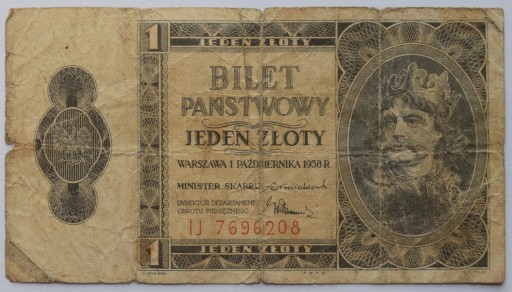 1 JEDEN ZŁOTY
BILET
PAŃSTWOWY
JEDEN ZŁOTY
WARSZAWA 1 PAŹDZIERNIKA 1938 R.
MINISTER SKARBU
DYREKTOR DEPARTAMENTU
OBROTU PIENIĘŻNEGO
IJ 7696208
1 JEDEN ZŁOTY